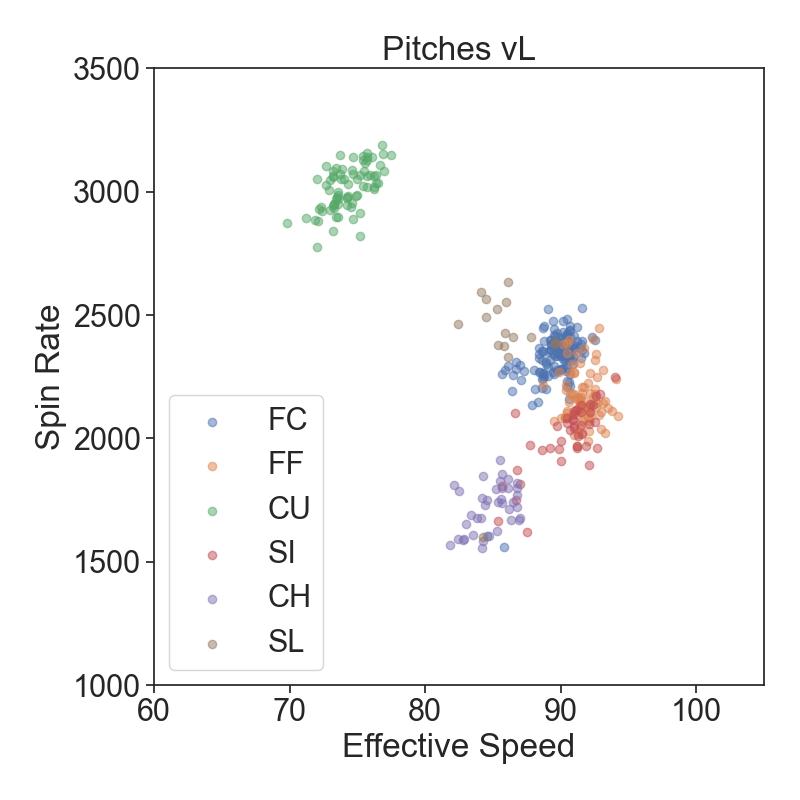 Pitches vL
3500
3000
2500
2000
1500
1000
Spin Rate
FC
FF
CU
SI
CH
SL
60
70
80
90
100
Effective Speed